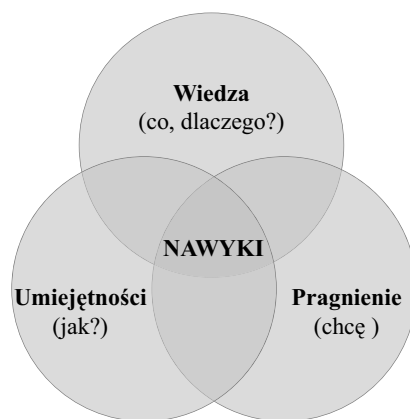 Wiedza
(co, dlaczego?)
NAWYKI
Umiejętności
(jak?)
Pragnienie
(chcę )